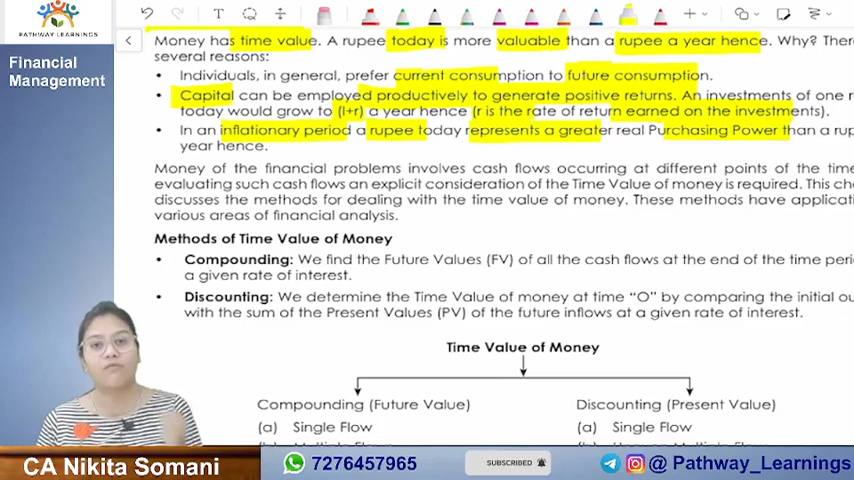 PATHWAY LEARNINGS
Financial
Management
Money has time value. A rupee today is more valuable than a rupee a year hence. Why?
several reasons:
• Individuals, in general, prefer current consumption to future consumption.
• Capital can be employed productively to generate positive returns. An investments of one
today would grow to (I+r) a year hence (r is the rate of return earned on the investments).
• In an inflationary period a rupee today represents a greater real Purchasing Power than a
year hence.
Money of the financial problems involves cash flows occurring at different points of the time
evaluating such cash flows an explicit consideration of the Time Value of money is required. This
discusses the methods for dealing with the time value of money. These methods have
various areas of financial analysis.
Methods of Time Value of Money
• Compounding: We find the Future Values (FV) of all the cash flows at the end of the time
a given rate of interest.
• Discounting: We determine the Time Value of money at time "O" by comparing the initial
with the sum of the Present Values (PV) of the future inflows at a given rate of interest.
Time Value of Money
Compounding (Future Value)
(a) Single Flow
Discounting (Present Value)
(a) Single Flow
CA Nikita Somani
7276457965
SUBSCRIBED
@ Pathway_Learnings